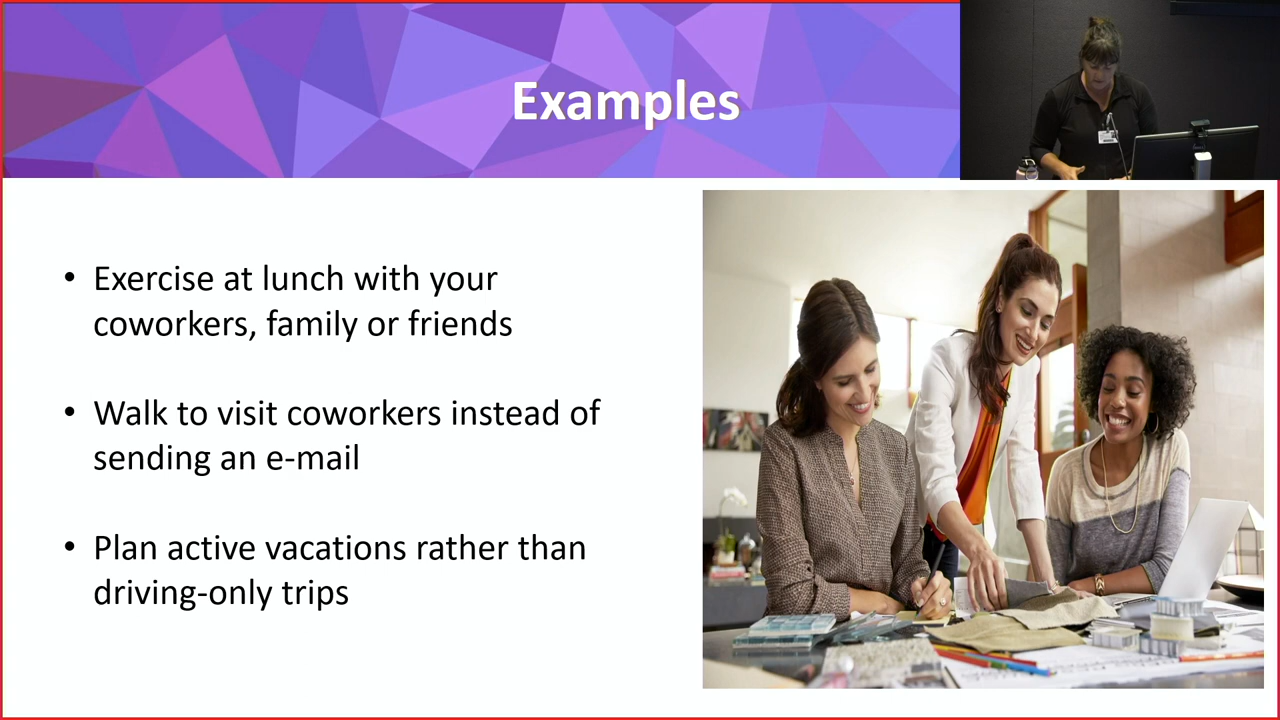 Examples
• Exercise at lunch with your
coworkers, family or friends
• Walk to visit coworkers instead of
sending an e-mail
• Plan active vacations rather than
driving-only trips